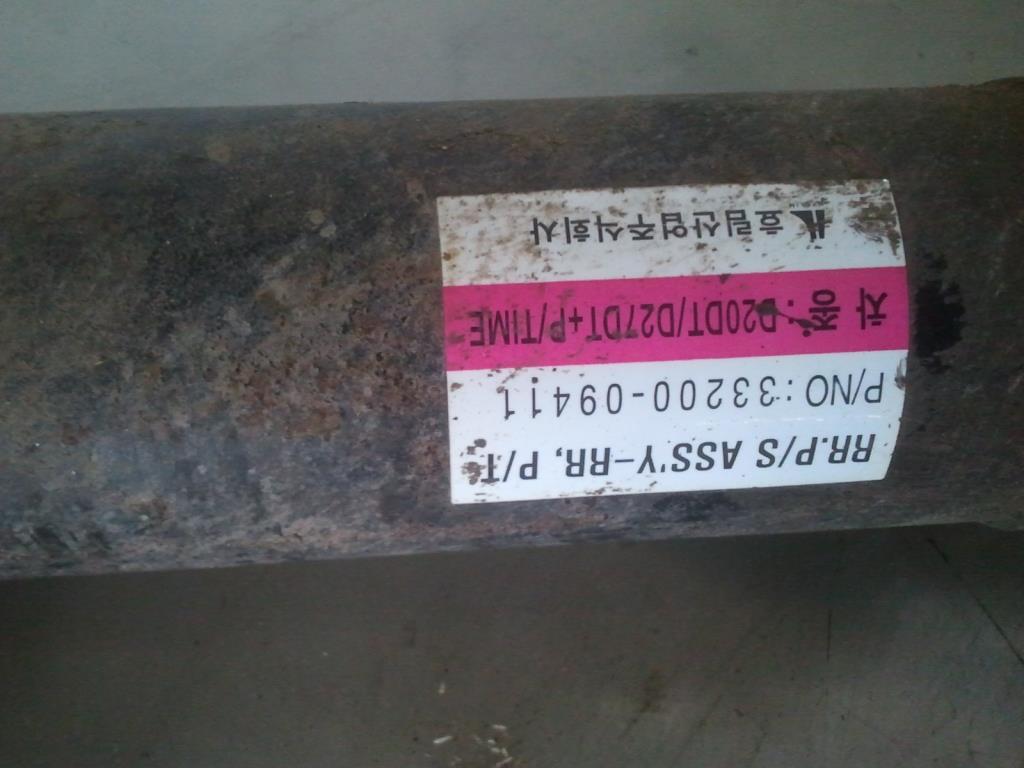 RR.P/S ASS'Y-RR, P/T
P/NO : 33200-09411
차 종 : D20DT/D27DT+P/TIME
효림산업주식회사